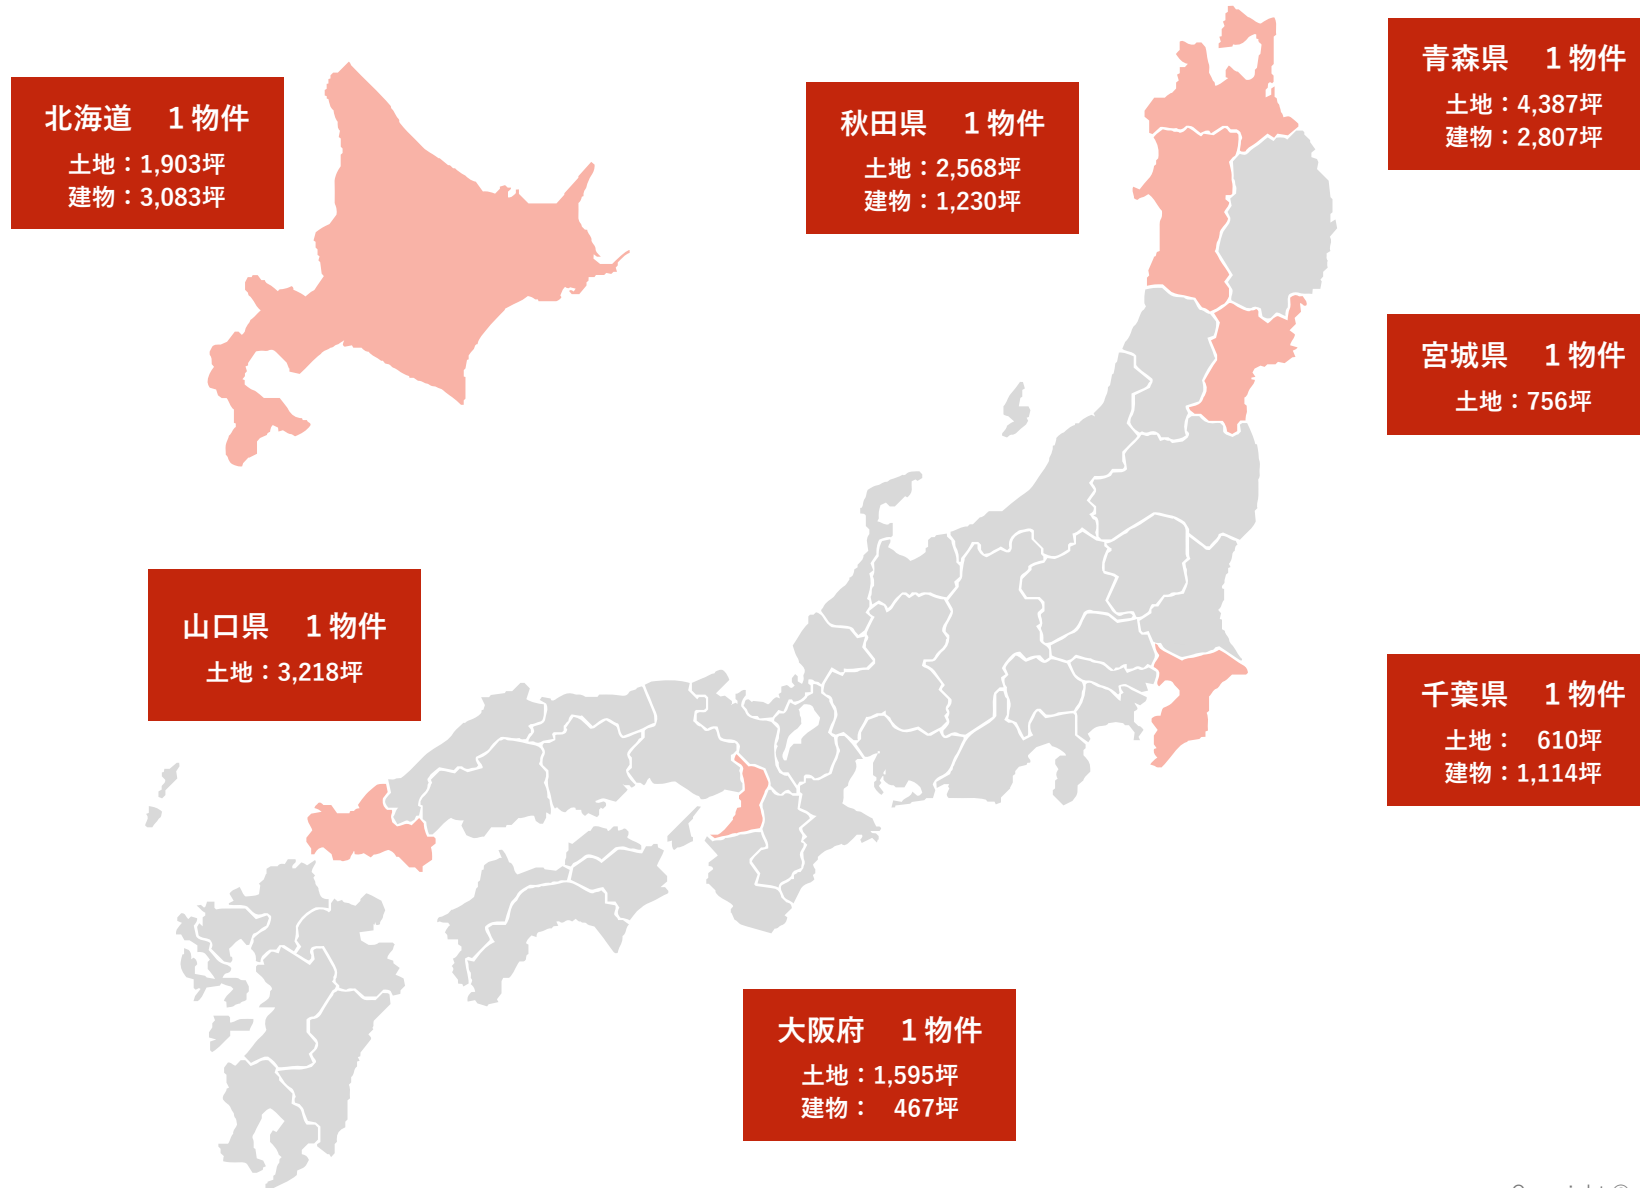 北海道　１物件
土地：1,903坪
建物：3,083坪
秋田県　１物件
土地：2,568坪
建物：1,230坪
青森県　１物件
土地：4,387坪
建物：2,807坪
宮城県　１物件
土地：756坪
山口県　１物件
土地：3,218坪
千葉県　１物件
土地：　610坪
建物：1,114坪
大阪府　１物件
土地：1,595坪
建物：　467坪